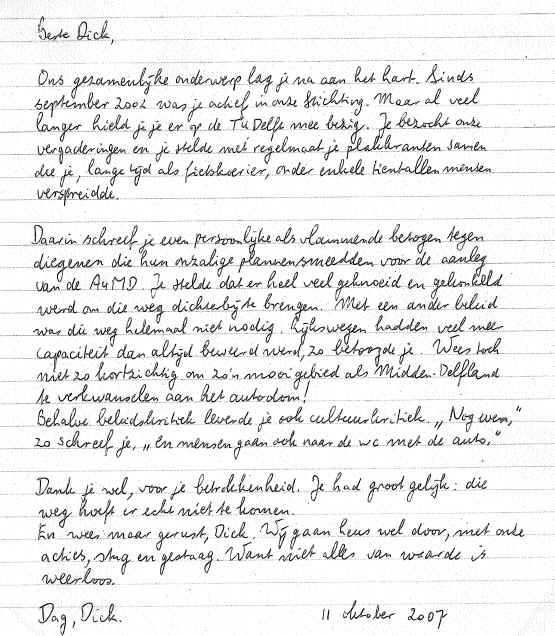 Beste Dick,
Ons gezamenlijke onderwerp lag je na aan het hart. Sinds
september 2002 was je actief in onze Stichting. Maar al veel
langer hield je je er op de TU Delft mee bezig. Je bezocht onze
vergaderingen en je stelde met regelmaat je plakkranten samen
die je, lange tijd als fietskoerier, onder enkele tientallen mensen
verspreidde.
Daarin schreef je even persoonlijke als vlammende betogen tegen
diegenen die hun onzalige plannen smeedden voor de aanleg
van de A4MD. Je stelde dat er heel veel geknoeid en gekonkeld
werd om die weg dichterbij te brengen. Met een ander beleid
was die weg helemaal niet nodig. Rijkswegen hadden veel meer
capaciteit dan altijd beweerd werd, zo betoogde je. Wees toch
niet zo kortzichtig om zo'n mooi gebied als Midden-Delfland
te verkwanselen aan het autodom!
Behalve beleidskritiek leverde je ook cultuurkritiek. „Nog even,"
zo schreef je, „en mensen gaan ook naar de wc met de auto."
Dank je wel, voor je betrokkenheid. Je had groot gelijk: die
weg hoeft er echt niet te komen.
En wees maar gerust, Dick. Wij gaan heus wel door, met onze
acties, stug en gestaag. Want niet alles van waarde is
weerloos.
Dag, Dick. 11 oktober 2007